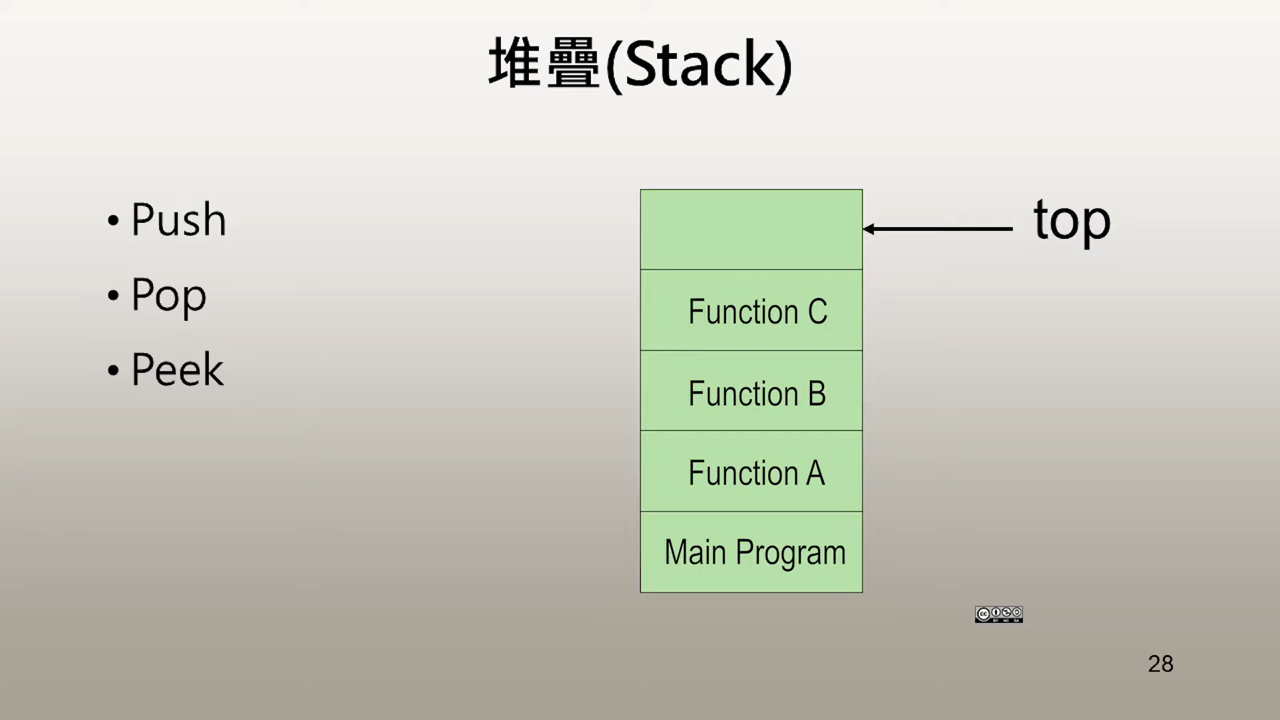 堆疊(Stack)
• Push
• Pop
• Peek
top
Function C
Function B
Function A
Main Program
28